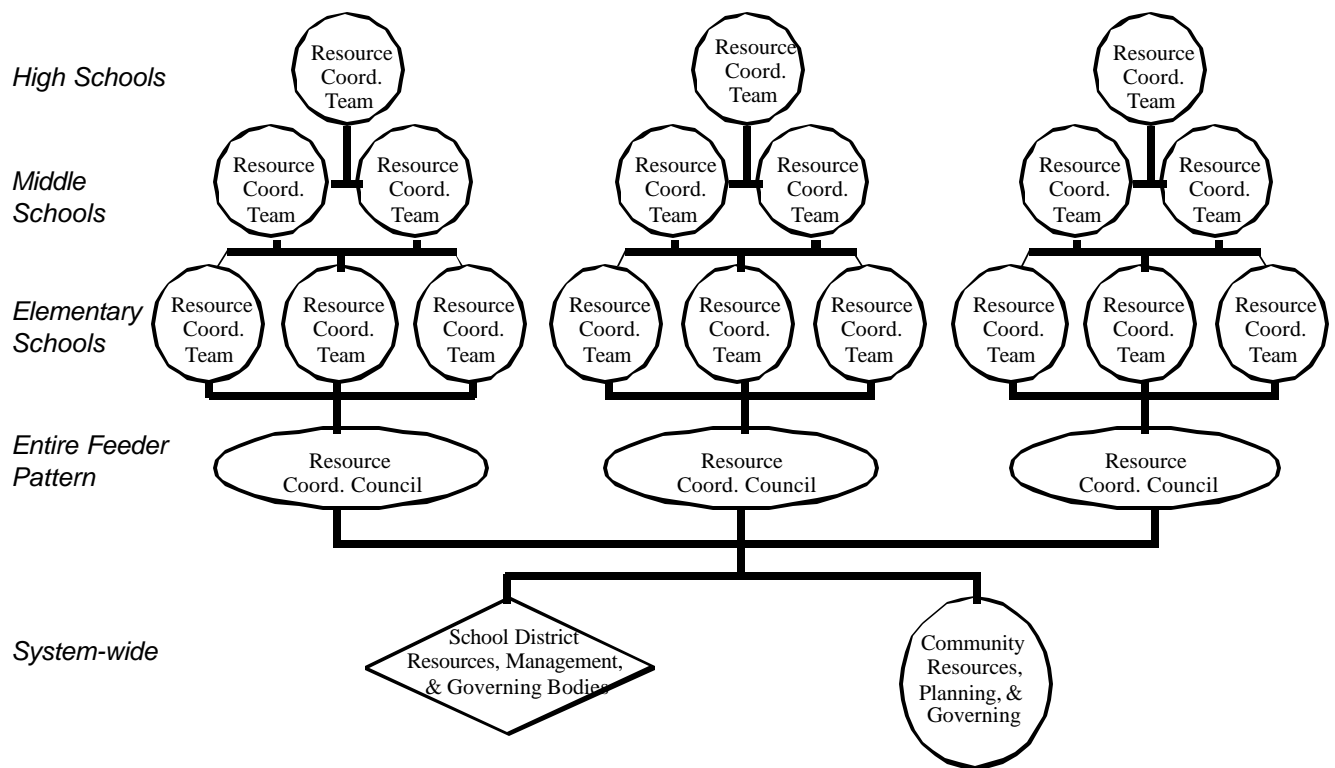 High Schools
Resource
Coord.
Team
Resource
Coord.
Team
Resource
Coord.
Team
Middle
Schools
Resource
Coord.
Team
Resource
Coord.
Team
Resource
Coord.
Team
Resource
Coord.
Team
Resource
Coord.
Team
Resource
Coord.
Team
Elementary
Schools
Resource
Coord.
Team
Resource
Coord.
Team
Resource
Coord.
Team
Resource
Coord.
Team
Resource
Coord.
Team
Resource
Coord.
Team
Resource
Coord.
Team
Resource
Coord.
Team
Resource
Coord.
Team
Entire Feeder
Pattern
Resource
Coord. Council
Resource
Coord. Council
Resource
Coord. Council
System-wide
School District
Resources, Management,
& Governing Bodies
Community
Resources,
Planning, &
Governing